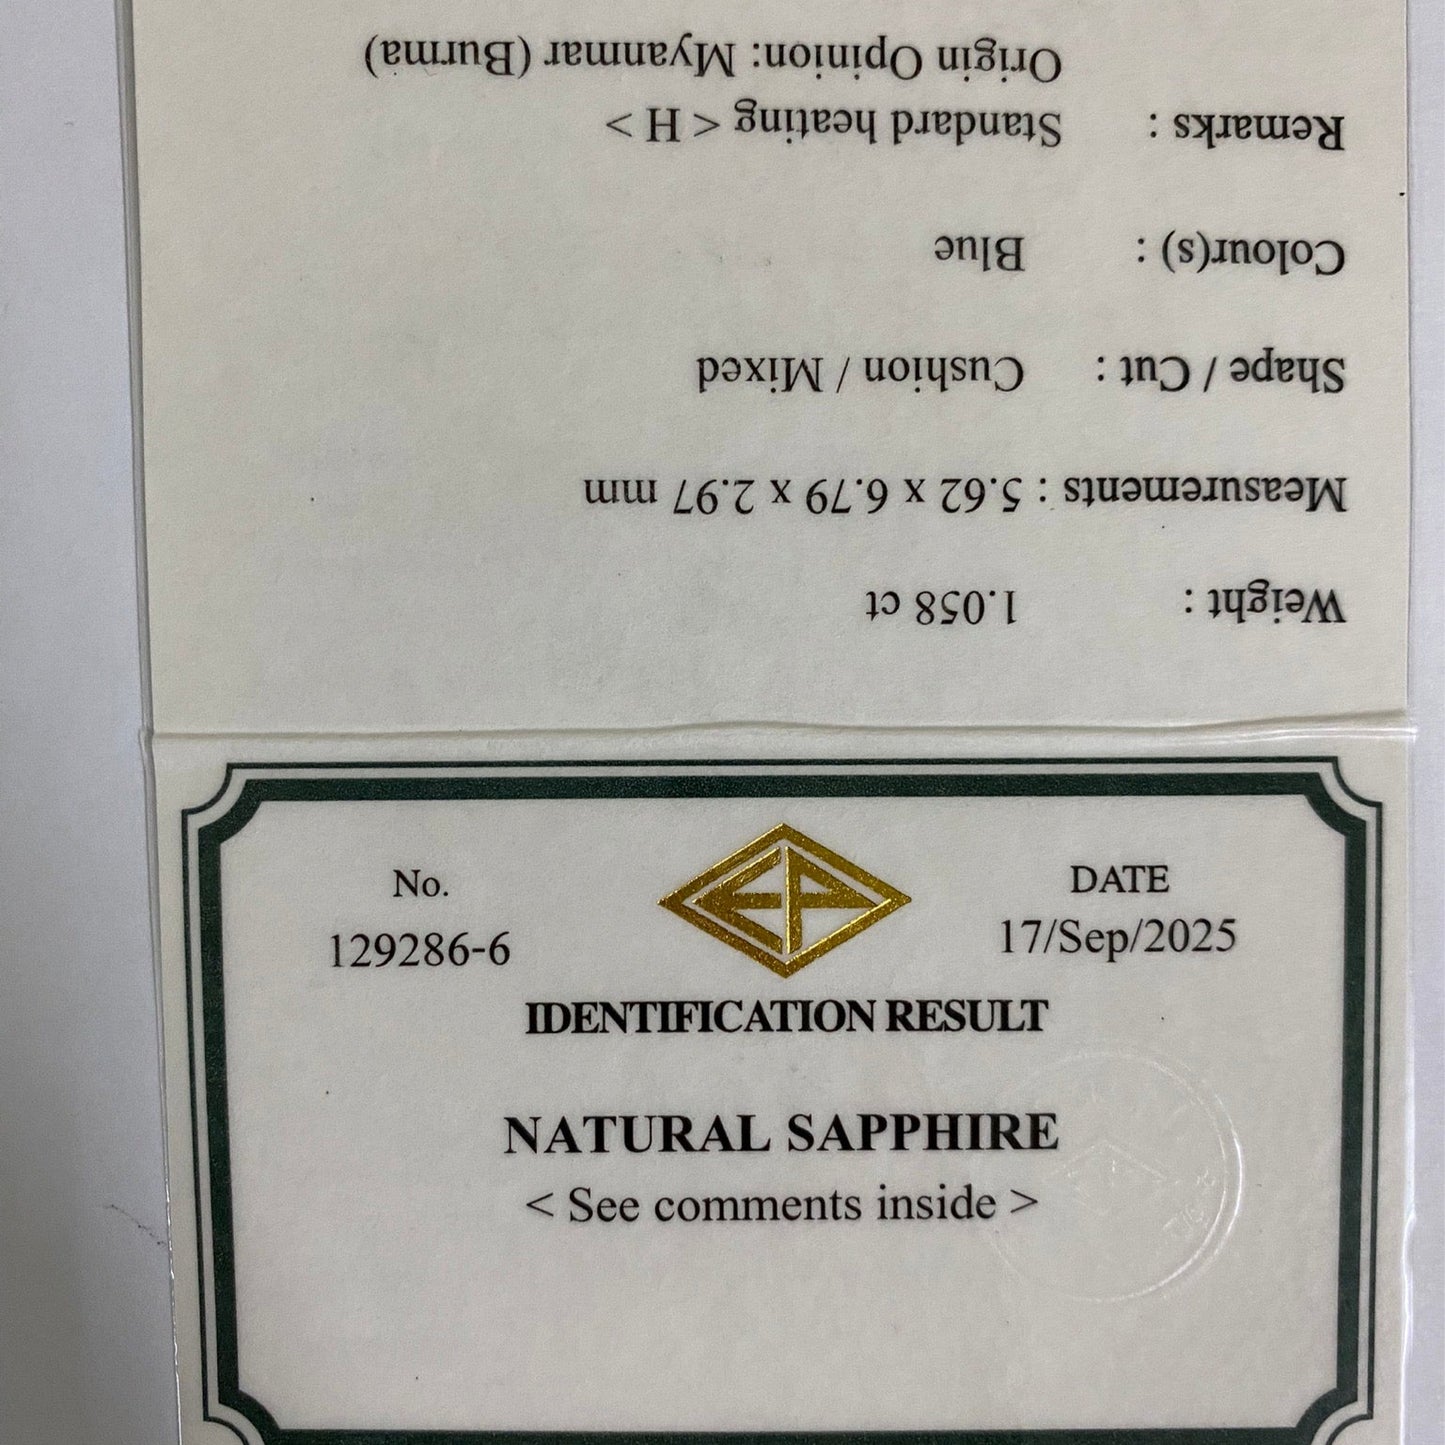 Weight : 1.058 ct
Measurements : 5.62 x 6.79 x 2.97 mm
Shape / Cut : Cushion / Mixed
Colour(s) : Blue
Remarks : Standard heating < H >
Origin Opinion: Myanmar (Burma)
No.
129286-6
EP
DATE
17/Sep/2025
IDENTIFICATION RESULT
NATURAL SAPPHIRE
< See comments inside >